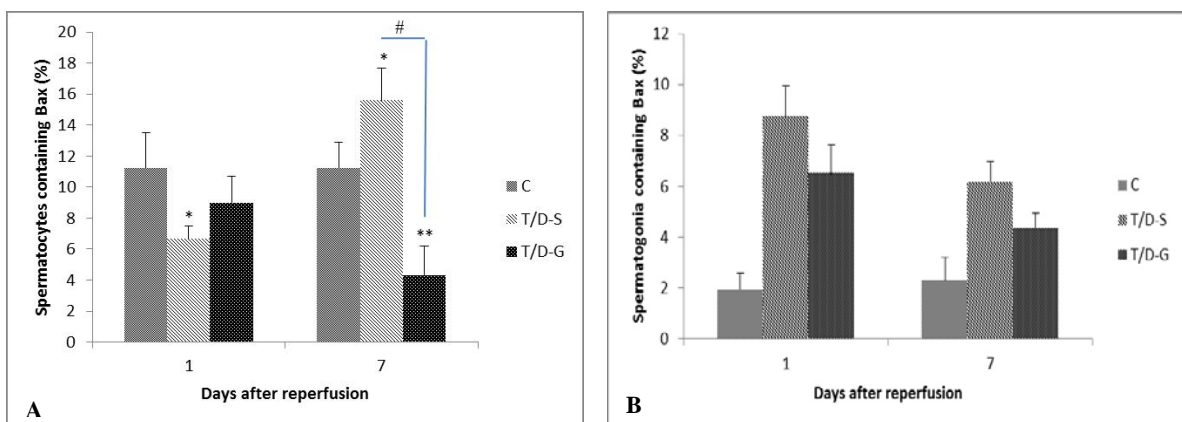 Spermatocytes containing Bax (%)
20
18
16
14
12
10
8
6
4
2
0
#
*
*
**
C
T/D-S
T/D-G
1
7
Days after reperfusion
A
Spermatogonia containing Bax (%)
12
10
8
6
4
2
0
C
T/D-S
T/D-G
1
7
Days after reperfusion
B